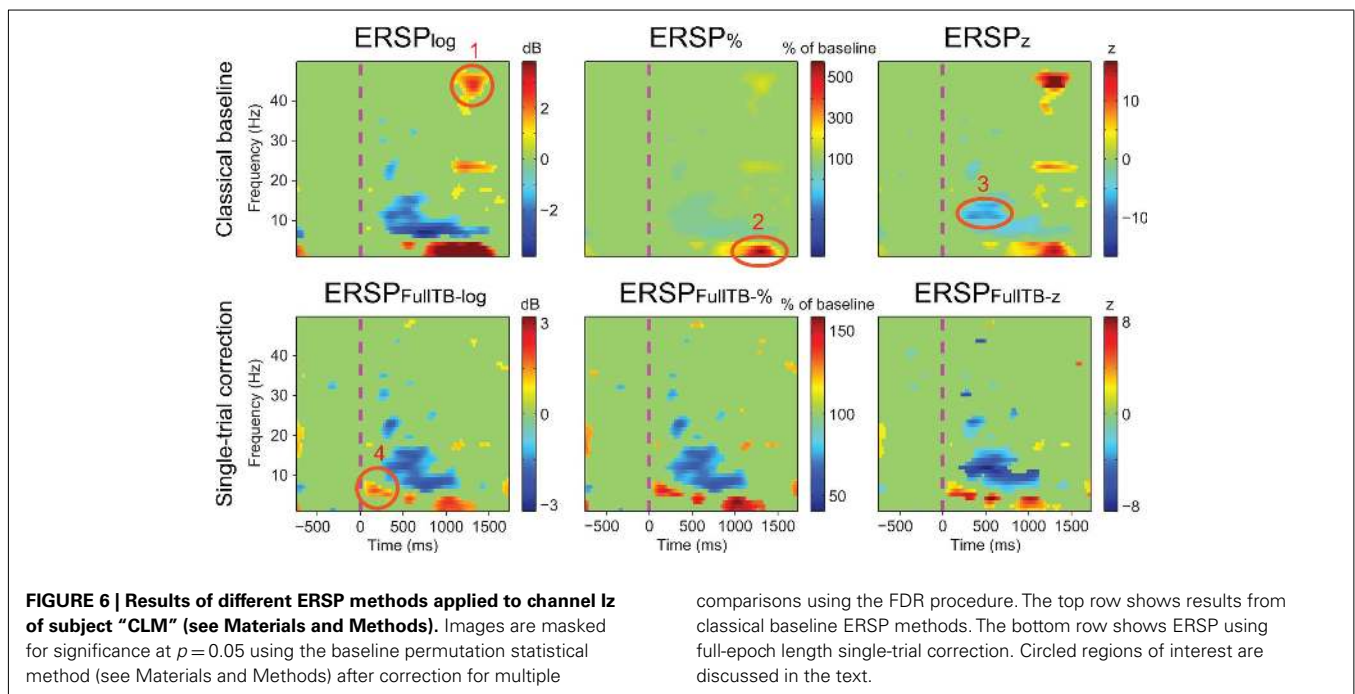 ERSPlog
ERSP%
ERSPz
dB
% of baseline
z
1
2
3
Classical baseline
Frequency (Hz)
40
30
20
10
2
0
−2
500
300
100
10
0
−10
ERSPFullTB-log
ERSPFullTB-%
ERSPFullTB-z
dB
% of baseline
z
4
Single-trial correction
Frequency (Hz)
40
30
20
10
3
0
−3
150
100
50
8
0
−8
−500 0 500 1000 1500
−500 0 500 1000 1500
−500 0 500 1000 1500
Time (ms)
Time (ms)
Time (ms)
FIGURE 6 | Results of different ERSP methods applied to channel Iz
of subject “CLM” (see Materials and Methods). Images are masked
for significance at p = 0.05 using the baseline permutation statistical
method (see Materials and Methods) after correction for multiple
comparisons using the FDR procedure. The top row shows results from
classical baseline ERSP methods. The bottom row shows ERSP using
full-epoch length single-trial correction. Circled regions of interest are
discussed in the text.